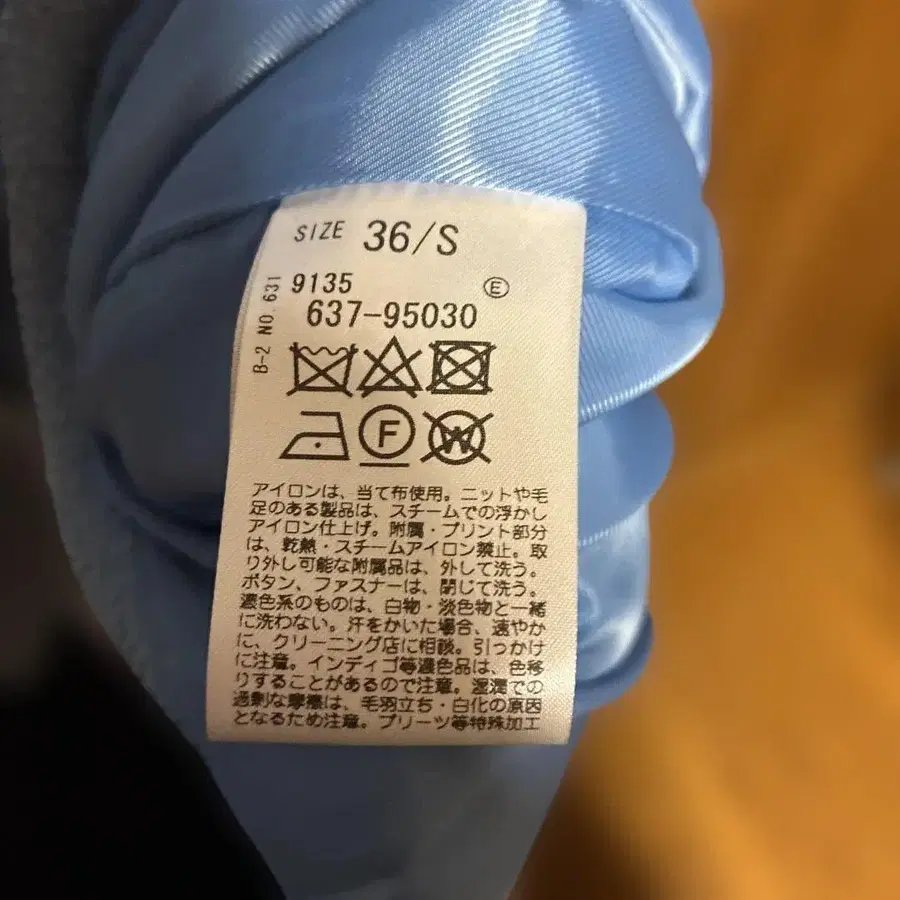 SIZE 36/S
B-2 NO. 631
9135 Ⓔ
637-95030
F W
アイロンは、当て布使用。ニットや毛
足のある製品は、スチームでの浮かし
アイロン仕上げ。附属・プリント部分
は、乾熱・スチームアイロン禁止。取
り外し可能な附属品は、外して洗う。
ボタン、ファスナーは、閉じて洗う。
濃色系のものは、白物・淡色物と一緒
に洗わない。汗をかいた場合、速やか
に、クリーニング店に相談。引っかけ
に注意。インディゴ等濃色品は、色移
りすることがあるので注意。湿潤での
過剰な摩擦は、毛羽立ち・白化の原因
となるため注意。プリーツ等特殊加工